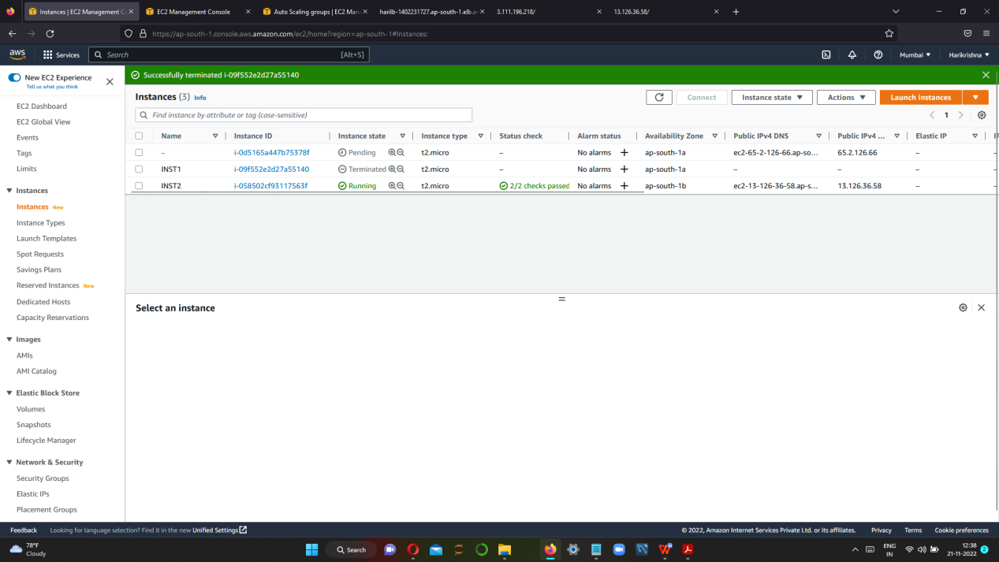 Instances | EC2 Management C
EC2 Management Console
Auto Scaling groups | EC2 Man
harilb-1402231727.ap-south-1.elb.am
3.111.196.218/
13.126.36.58/
https://ap-south-1.console.aws.amazon.com/ec2/home?region=ap-south-1#Instances:
aws Services Search [Alt+S] Mumbai Harikrishna
New EC2 Experience
Tell us what you think
EC2 Dashboard
EC2 Global View
Events
Tags
Limits
Instances
Instances New
Instance Types
Launch Templates
Spot Requests
Savings Plans
Reserved Instances New
Dedicated Hosts
Capacity Reservations
Images
AMIs
AMI Catalog
Elastic Block Store
Volumes
Snapshots
Lifecycle Manager
Network & Security
Security Groups
Elastic IPs
Placement Groups
Successfully terminated i-09f552e2d27a55140
Instances (3) Info
Connect Instance state Actions Launch instances
Find instance by attribute or tag (case-sensitive)
1
Name Instance ID Instance state Instance type Status check Alarm status Availability Zone Public IPv4 DNS Public IPv4 ... Elastic IP
– i-0d5165a447b75378f Pending t2.micro – No alarms + ap-south-1a ec2-65-2-126-66.ap-so... 65.2.126.66 –
INST1 i-09f552e2d27a55140 Terminated t2.micro – No alarms + ap-south-1a – – –
INST2 i-058502cf93117563f Running t2.micro 2/2 checks passed No alarms + ap-south-1b ec2-13-126-36-58.ap-s... 13.126.36.58 –
Select an instance
Feedback Looking for language selection? Find it in the new Unified Settings © 2022, Amazon Internet Services Private Ltd. or its affiliates. Privacy Terms Cookie preferences
78°F
Cloudy
Search
ENG
IN
12:38
21-11-2022
2